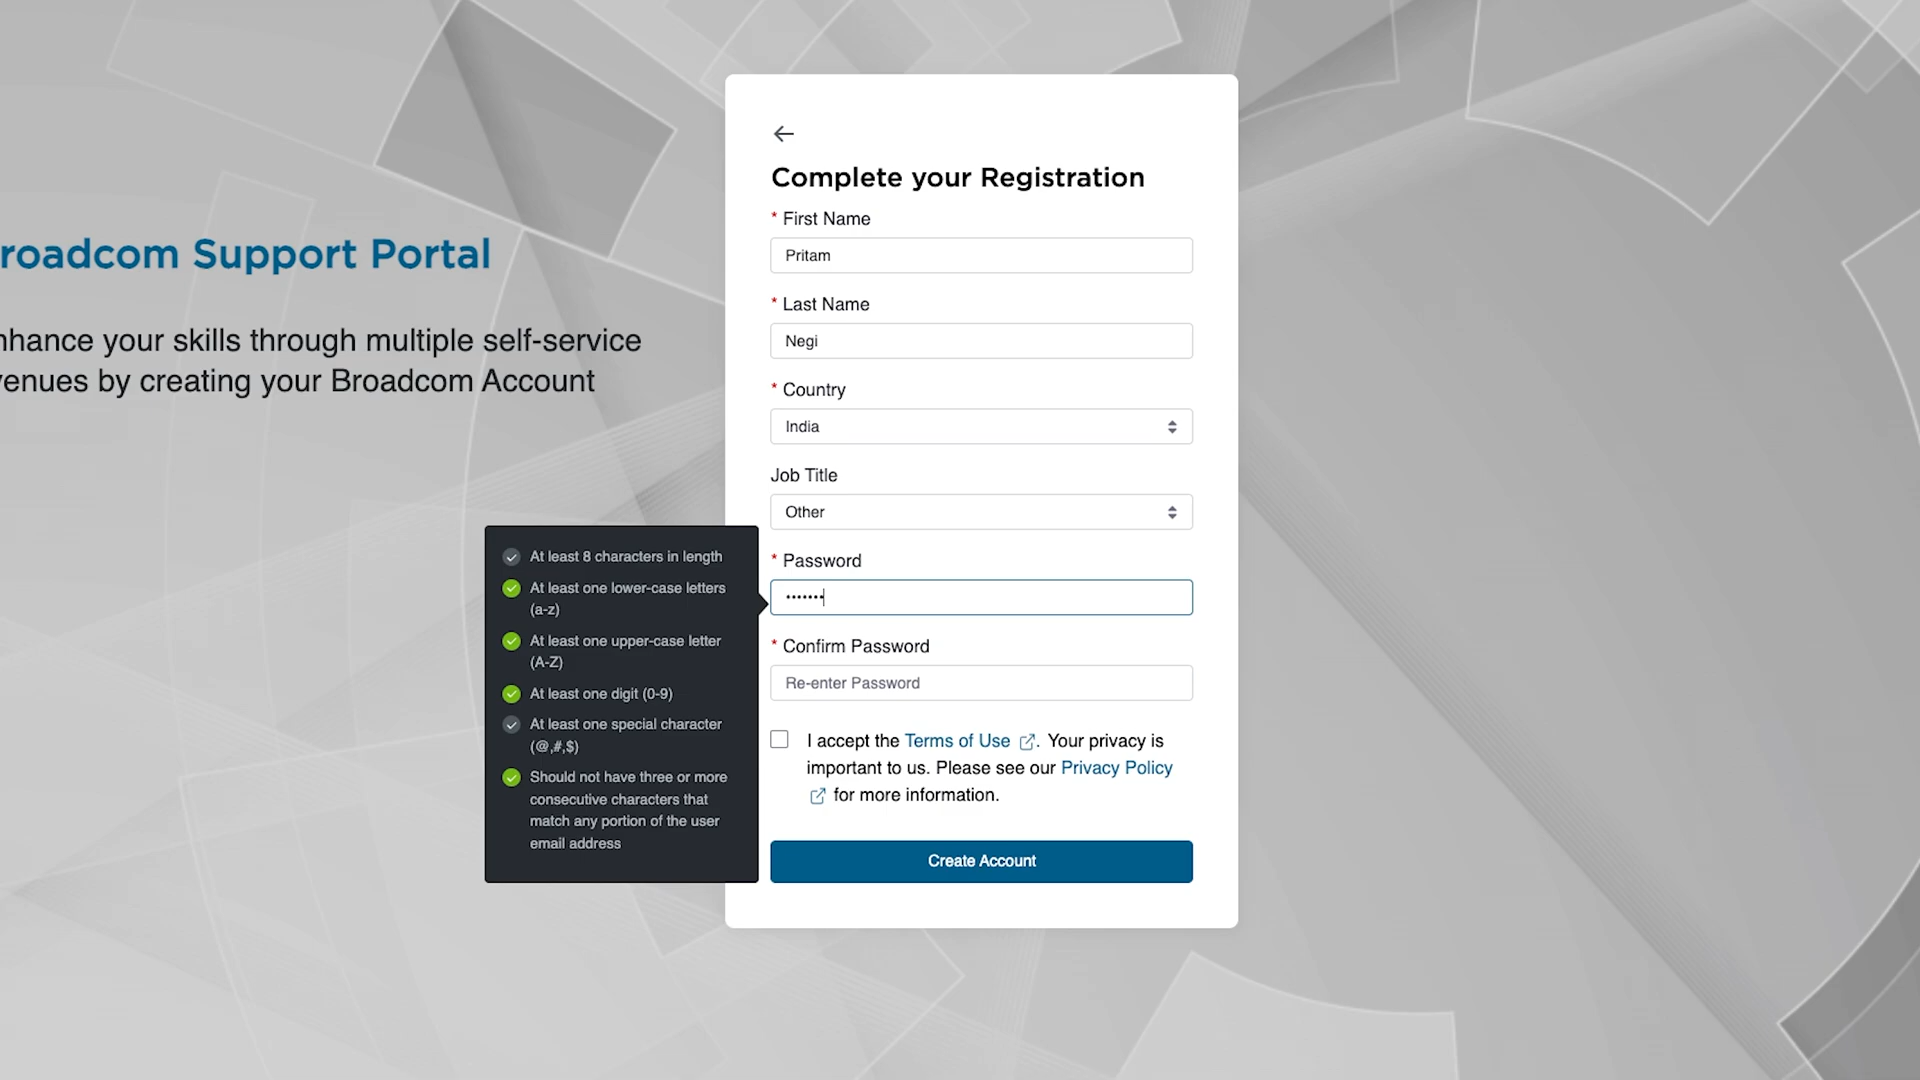 roadcom Support Portal
nhance your skills through multiple self-service
venues by creating your Broadcom Account
Complete your Registration
* First Name
Pritam
* Last Name
Negi
* Country
India
Job Title
Other
* Password
•••••••
* Confirm Password
Re-enter Password
I accept the Terms of Use . Your privacy is
important to us. Please see our Privacy Policy
for more information.
Create Account
At least 8 characters in length
At least one lower-case letters
(a-z)
At least one upper-case letter
(A-Z)
At least one digit (0-9)
At least one special character
(@,#,$)
Should not have three or more
consecutive characters that
match any portion of the user
email address